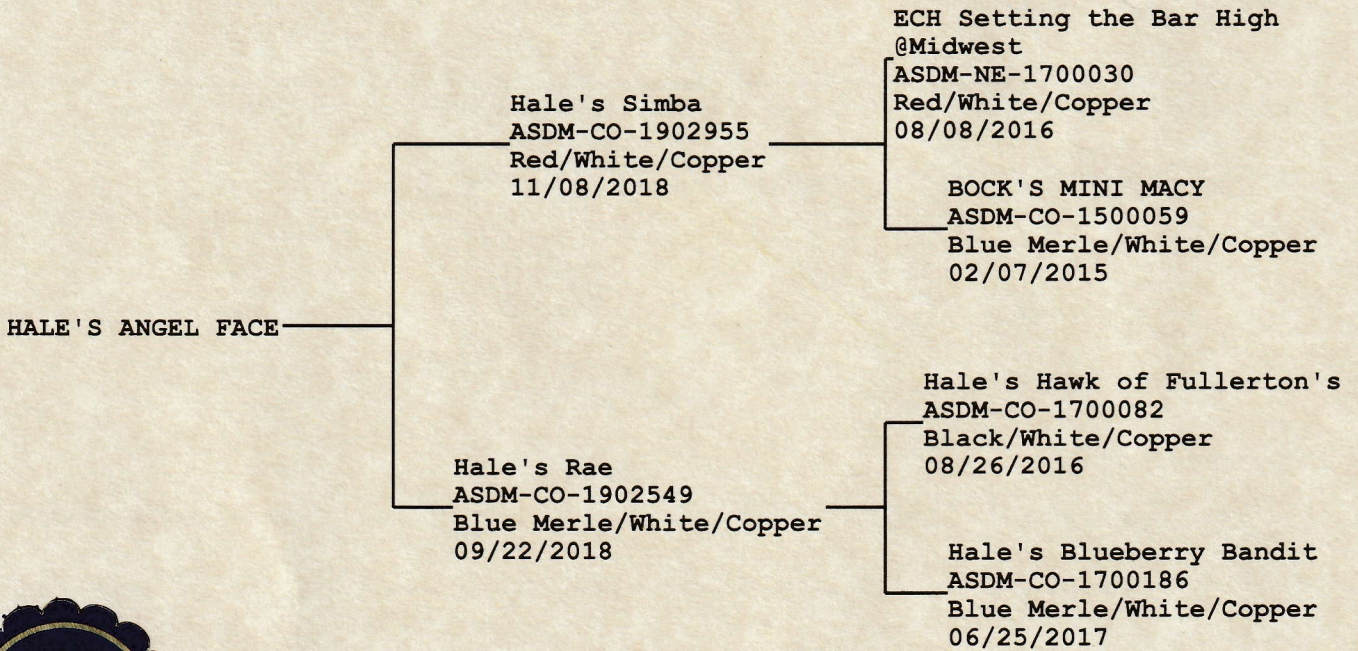 ECH Setting the Bar High
@Midwest
ASDM-NE-1700030
Red/White/Copper
08/08/2016
Hale's Simba
ASDM-CO-1902955
Red/White/Copper
11/08/2018
BOCK'S MINI MACY
ASDM-CO-1500059
Blue Merle/White/Copper
02/07/2015
HALE'S ANGEL FACE
Hale's Hawk of Fullerton's
ASDM-CO-1700082
Black/White/Copper
08/26/2016
Hale's Rae
ASDM-CO-1902549
Blue Merle/White/Copper
09/22/2018
Hale's Blueberry Bandit
ASDM-CO-1700186
Blue Merle/White/Copper
06/25/2017